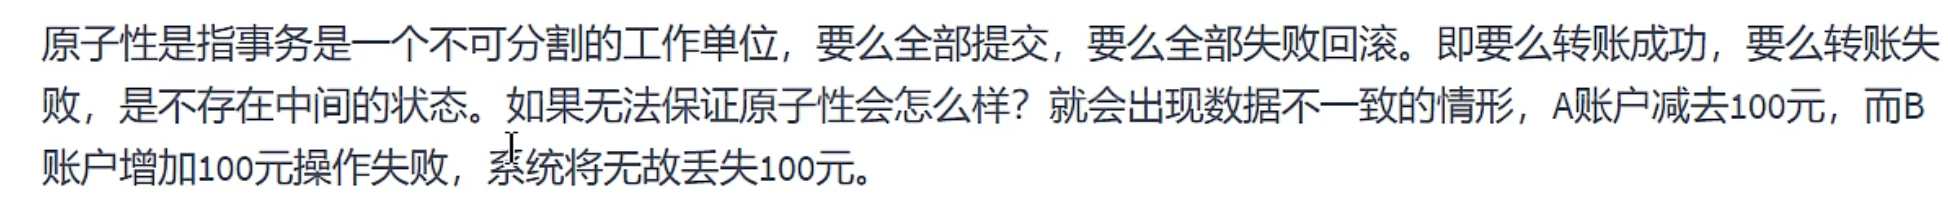 原子性是指事务是一个不可分割的工作单位，要么全部提交，要么全部失败回滚。即要么转账成功，要么转账失
败，是不存在中间的状态。如果无法保证原子性会怎么样？就会出现数据不一致的情形，A账户减去100元，而B
账户增加100元操作失败，系统将无故丢失100元。